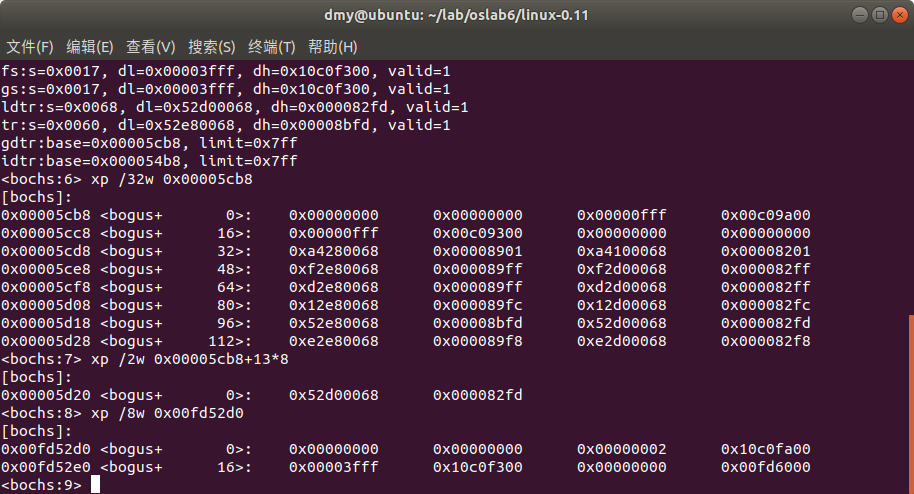 dmy@ubuntu: ~/lab/oslab6/linux-0.11
文件(F) 编辑(E) 查看(V) 搜索(S) 终端(T) 帮助(H)
fs:s=0x0017, dl=0x00003fff, dh=0x10c0f300, valid=1
gs:s=0x0017, dl=0x00003fff, dh=0x10c0f300, valid=1
ldtr:s=0x0068, dl=0x52d00068, dh=0x000082fd, valid=1
tr:s=0x0060, dl=0x52e80068, dh=0x00008bfd, valid=1
gdtr:base=0x00005cb8, limit=0x7ff
idtr:base=0x000054b8, limit=0x7ff
<bochs:6> xp /32w 0x00005cb8
[bochs]:
0x00005cb8 <bogus+       0>:    0x00000000      0x00000000      0x00000fff      0x00c09a00
0x00005cc8 <bogus+      16>:    0x00000fff      0x00c09300      0x00000000      0x00000000
0x00005cd8 <bogus+      32>:    0xa4280068      0x00008901      0xa4100068      0x00008201
0x00005ce8 <bogus+      48>:    0xf2e80068      0x000089ff      0xf2d00068      0x000082ff
0x00005cf8 <bogus+      64>:    0xd2e80068      0x000089ff      0xd2d00068      0x000082ff
0x00005d08 <bogus+      80>:    0x12e80068      0x000089fc      0x12d00068      0x000082fc
0x00005d18 <bogus+      96>:    0x52e80068      0x00008bfd      0x52d00068      0x000082fd
0x00005d28 <bogus+     112>:    0xe2e80068      0x000089f8      0xe2d00068      0x000082f8
<bochs:7> xp /2w 0x00005cb8+13*8
[bochs]:
0x00005d20 <bogus+       0>:    0x52d00068      0x000082fd
<bochs:8> xp /8w 0x00fd52d0
[bochs]:
0x00fd52d0 <bogus+       0>:    0x00000000      0x00000000      0x00000002      0x10c0fa00
0x00fd52e0 <bogus+      16>:    0x00003fff      0x10c0f300      0x00000000      0x00fd6000
<bochs:9>